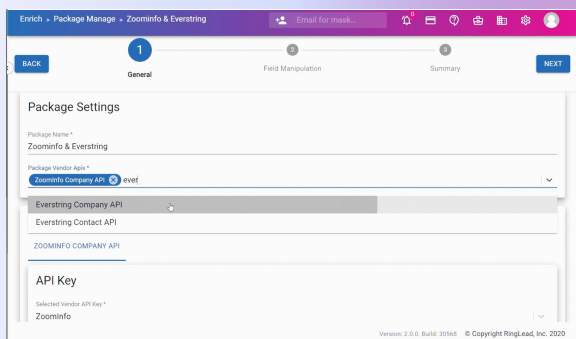 Enrich > Package Manage > Zoominfo & Everstring
Email for mask...
0
1
2
3
BACK
General
Field Manipulation
Summary
NEXT
Package Settings
Package Name *
Zoominfo & Everstring
Package Vendor Apis *
Zoominfo Company API
ever
Everstring Company API
Everstring Contact API
ZOOMINFO COMPANY API
API Key
Selected Vendor API Key *
ZoomInfo
Version: 2.0.0. Build: 30568 © Copyright RingLead, Inc. 2020